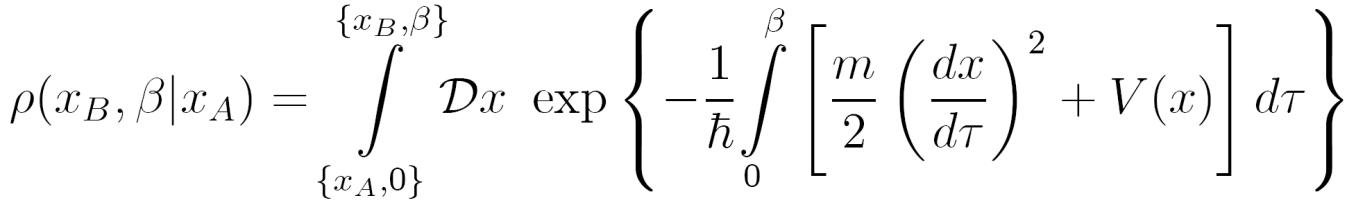 ρ(x_B, β|x_A) = ∫_{{x_A,0}}^{{x_B,β}} 𝒟x exp{ −(1/ħ) ∫_0^β [ (m/2) (dx/dτ)^2 + V(x) ] dτ }